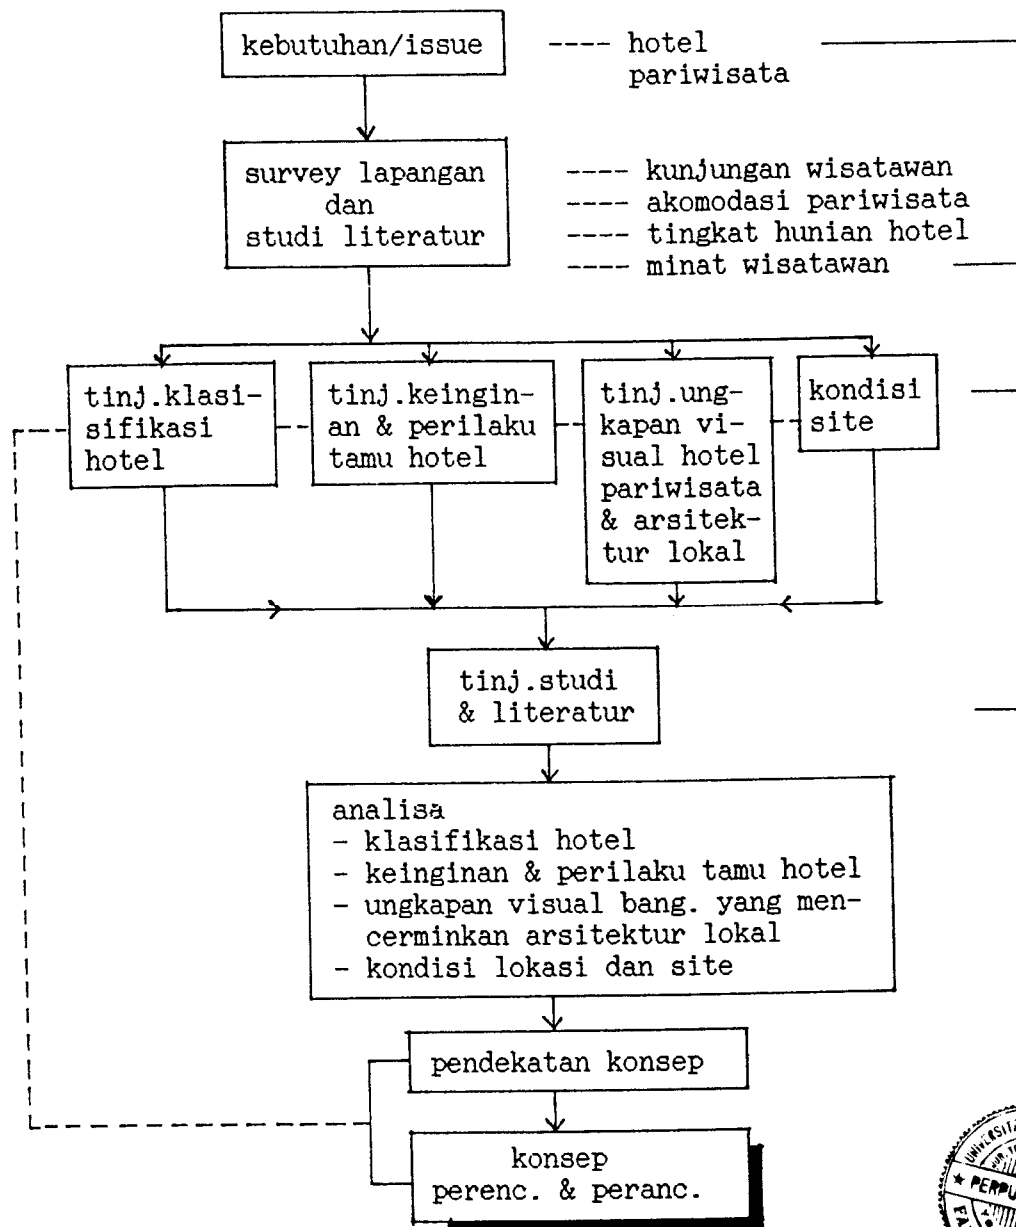 kebutuhan/issue
---- hotel
pariwisata
survey lapangan
dan
studi literatur
---- kunjungan wisatawan
---- akomodasi pariwisata
---- tingkat hunian hotel
---- minat wisatawan
tinj.klasi-
sifikasi
hotel
tinj.keingin-
an & perilaku
tamu hotel
tinj.ung-
kapan vi-
sual hotel
pariwisata
& arsitek-
tur lokal
kondisi
site
tinj.studi
& literatur
analisa
- klasifikasi hotel
- keinginan & perilaku tamu hotel
- ungkapan visual bang. yang men-
cerminkan arsitektur lokal
- kondisi lokasi dan site
pendekatan konsep
konsep
perenc. & peranc.